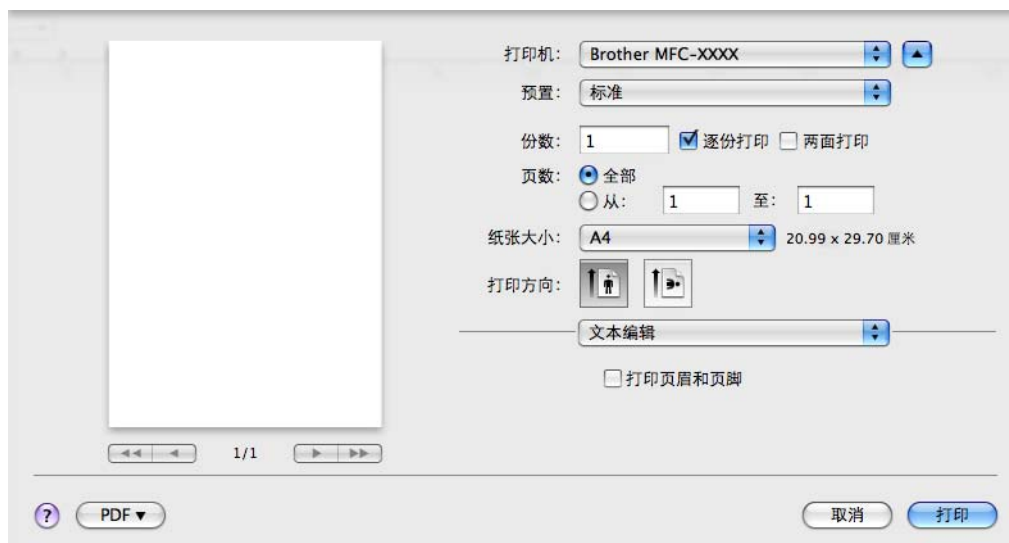 打印机: Brother MFC-XXXX
预置: 标准
份数: 1 逐份打印 两面打印
页数: 全部
从: 1 至: 1
纸张大小: A4 20.99 x 29.70 厘米
打印方向:
文本编辑
打印页眉和页脚
1/1
? PDF ▼ 取消 打印